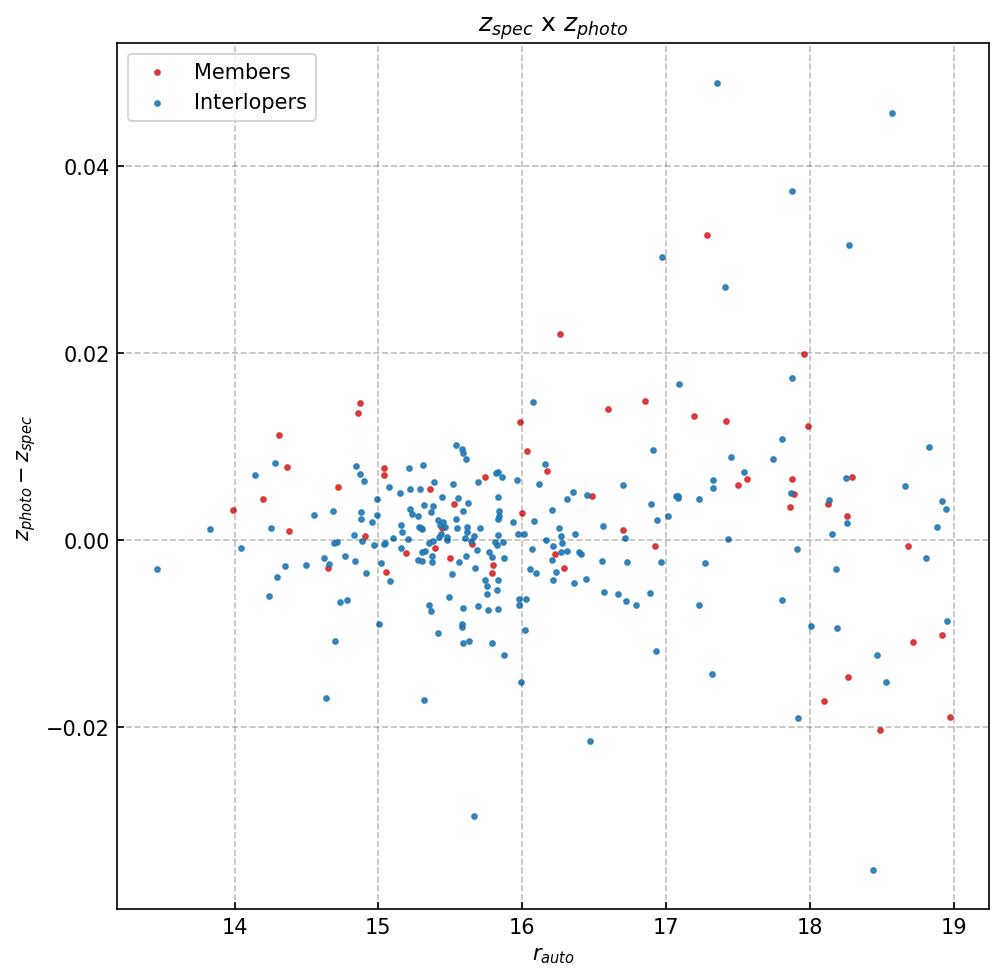 z_spec x z_photo
Members
Interlopers
0.04
0.02
0.00
−0.02
z_photo − z_spec
14 15 16 17 18 19
r_auto